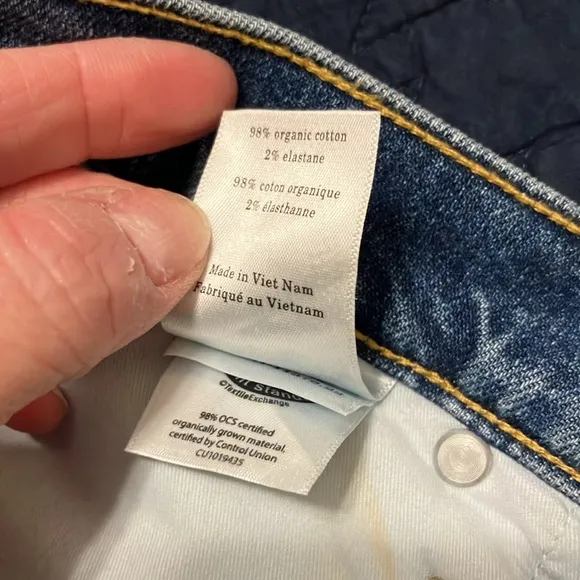 98% organic cotton
2% elastane
98% coton organique
2% élasthanne
Made in Viet Nam
Fabriqué au Vietnam
©TextileExchange
98% OCS certified
organically grown material,
certified by Control Union
CU1019435